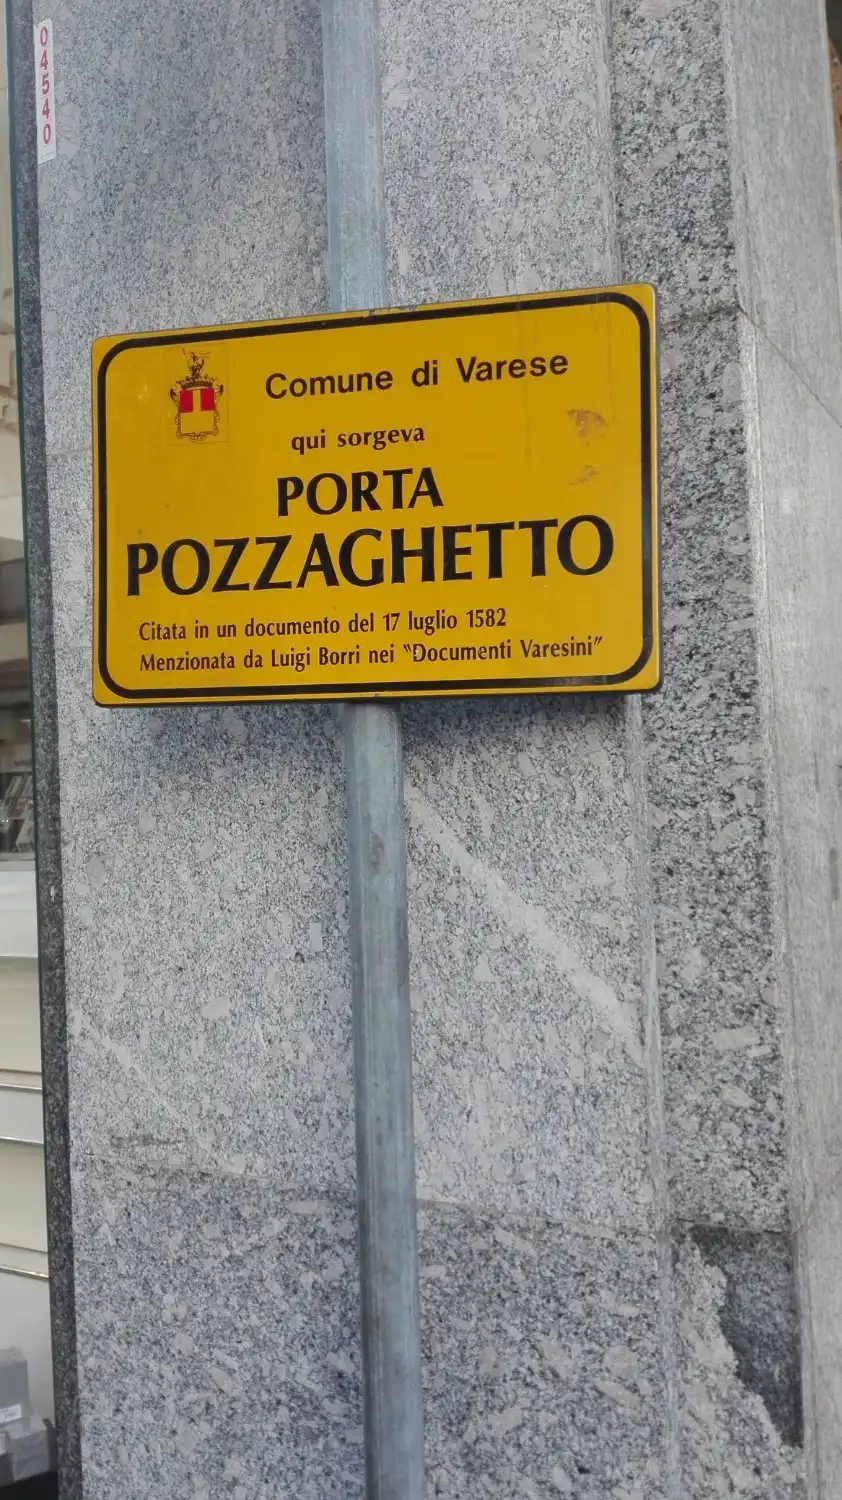 04540
Comune di Varese
qui sorgeva
PORTA
POZZAGHETTO
Citata in un documento del 17 luglio 1582
Menzionata da Luigi Borri nei "Documenti Varesini"